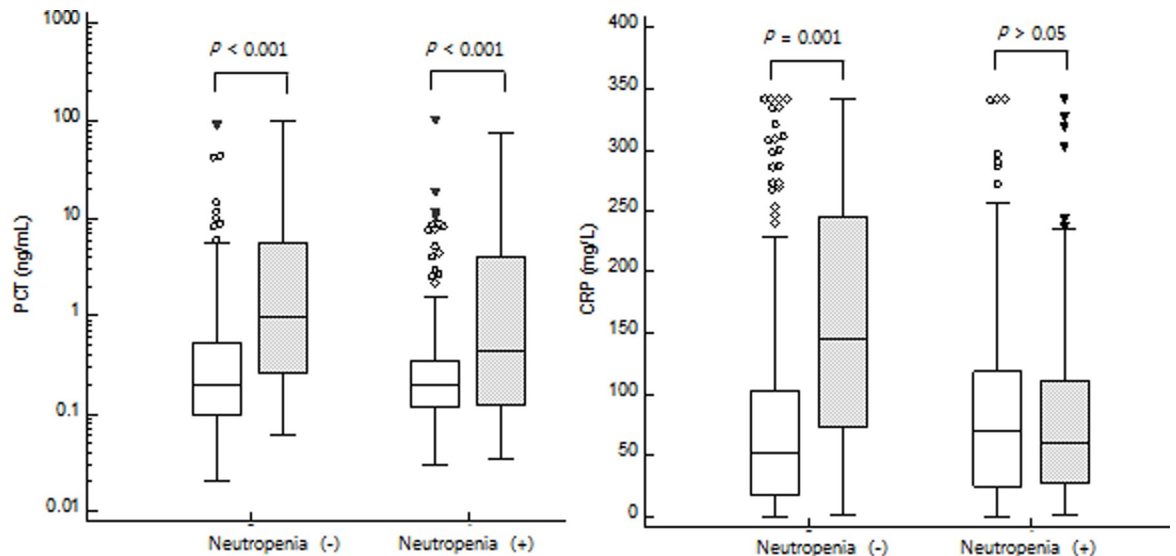 1000
100
10
1
0.1
0.01
PCT (ng/mL)
p < 0.001
p < 0.001
Neutropenia (-)
Neutropenia (+)
400
350
300
250
200
150
100
50
0
CRP (mg/L)
p = 0.001
p > 0.05
Neutropenia (-)
Neutropenia (+)